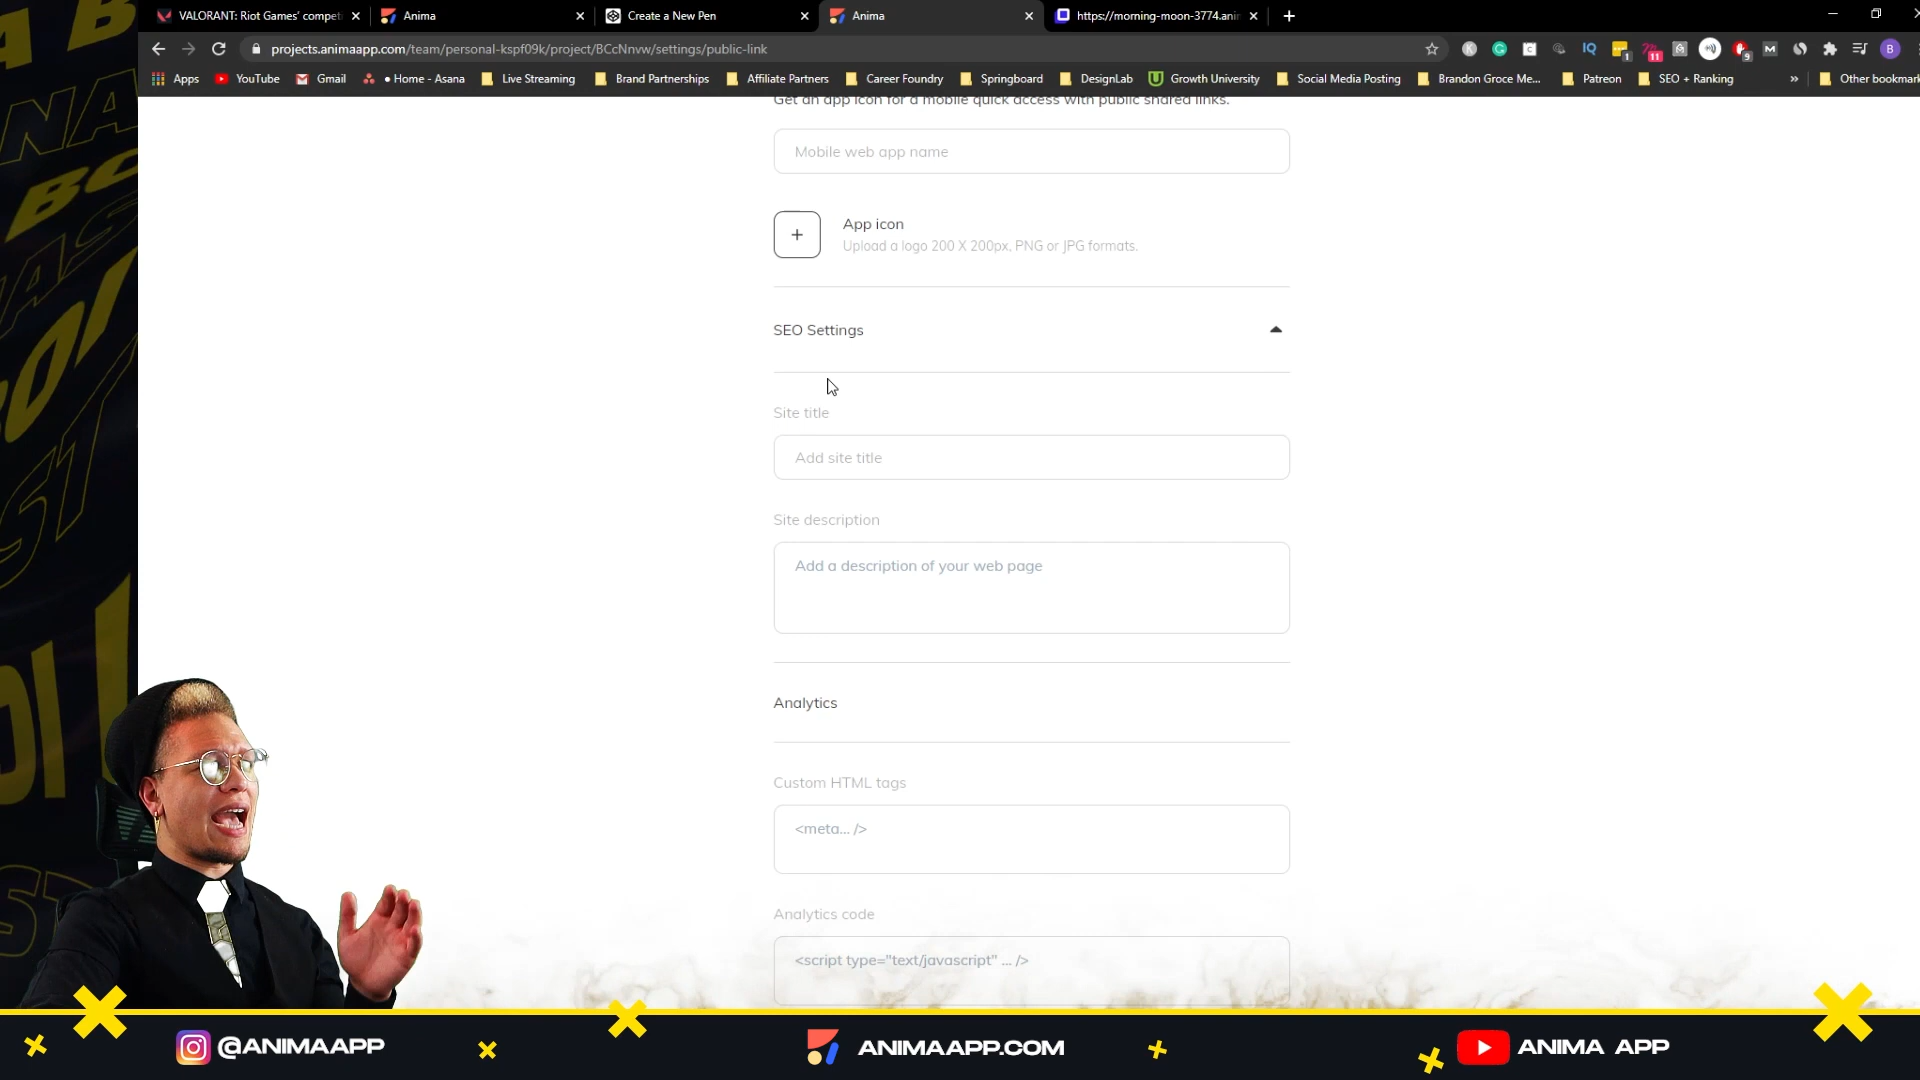 VALORANT: Riot Games' competi
Anima
Create a New Pen
Anima
https://morning-moon-3774.anim
projects.animaapp.com/team/personal-kspf09k/project/BCcNnvw/settings/public-link
Apps
YouTube
Gmail
• Home - Asana
Live Streaming
Brand Partnerships
Affiliate Partners
Career Foundry
Springboard
DesignLab
Growth University
Social Media Posting
Brandon Groce Me...
Patreon
SEO + Ranking
»
Other bookmark
Get an app icon for a mobile quick access with public shared links.
Mobile web app name
App icon
Upload a logo 200 X 200px, PNG or JPG formats.
SEO Settings
Site title
Add site title
Site description
Add a description of your web page
Analytics
Custom HTML tags
<meta... />
Analytics code
<script type="text/javascript" ... />
@ANIMAAPP
ANIMAAPP.COM
ANIMA APP